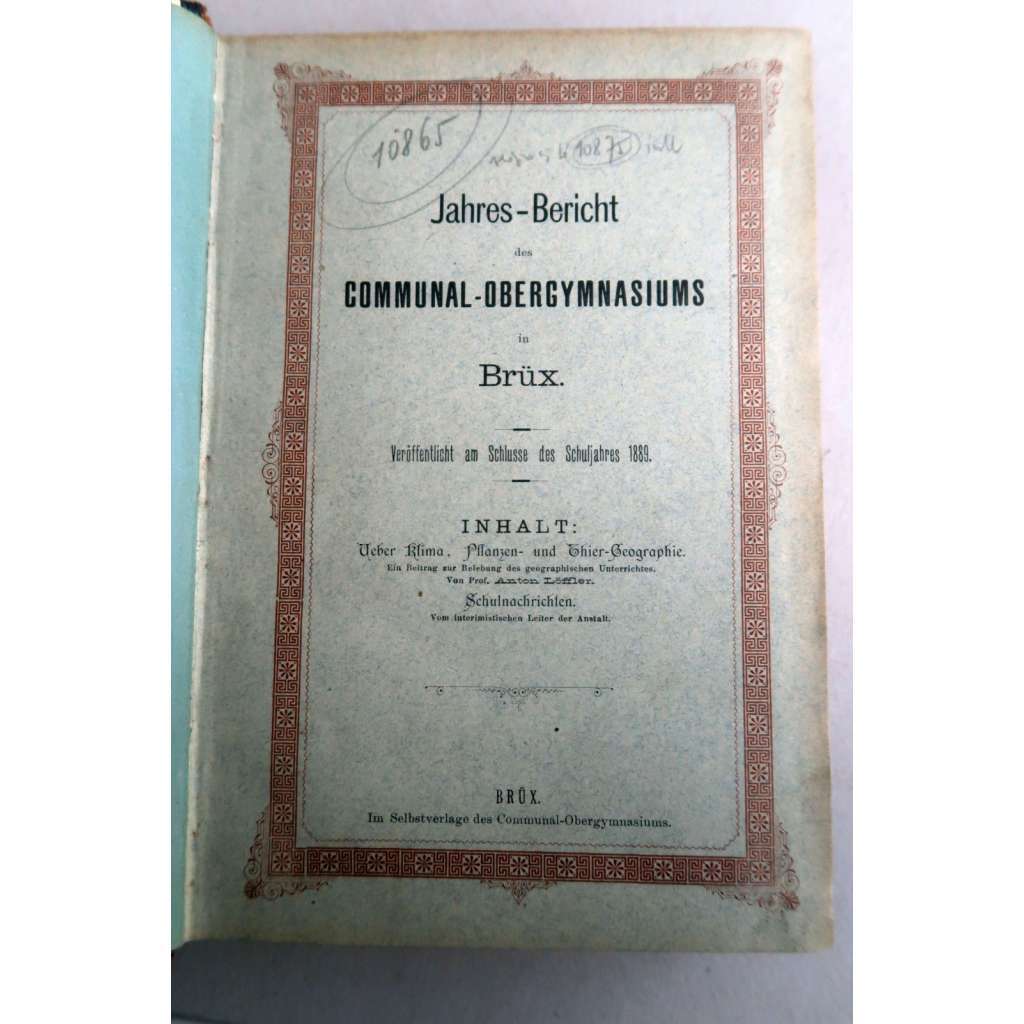 10865
10875
Jahres-Bericht
des
COMMUNAL-OBERGYMNASIUMS
in
Brüx.
Veröffentlicht am Schlusse des Schuljahres 1889.
INHALT:
Ueber Klima, Pflanzen- und Thier-Geographie.
Ein Beitrag zur Belebung des geographischen Unterrichtes.
Von Prof. Anton Löffler.
Schulnachrichten.
Vom interimistischen Leiter der Anstalt.
BRÜX.
Im Selbstverlage des Communal-Obergymnasiums.